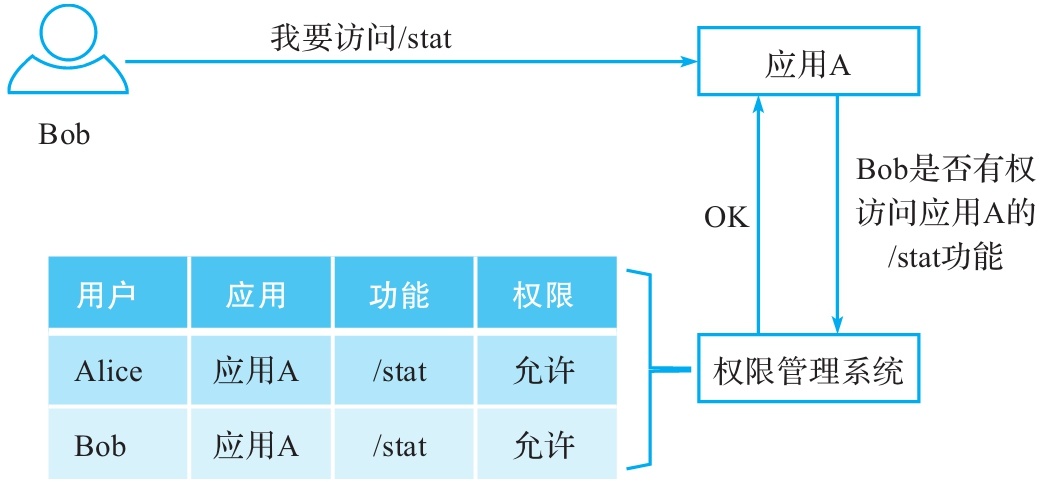 我要访问/stat
应用A
Bob
Bob是否有权
访问应用A的
/stat功能
OK
用户 应用 功能 权限
Alice 应用A /stat 允许
Bob 应用A /stat 允许
权限管理系统